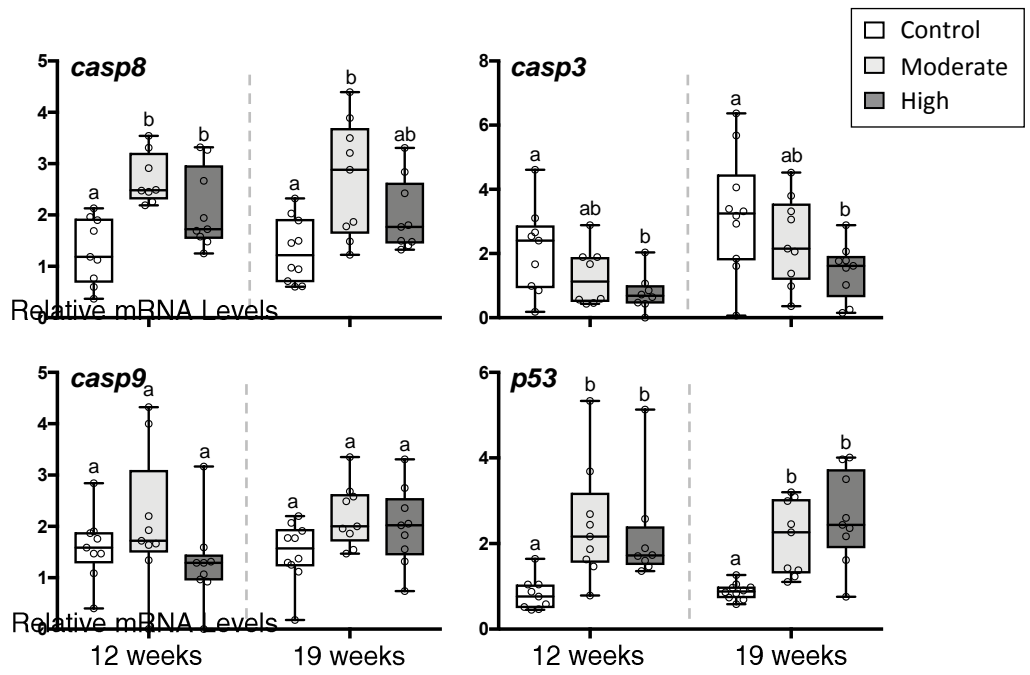 Control
Moderate
High
casp8
casp3
5
4
3
2
1
0
a
b
b
a
b
ab
8
6
4
2
0
a
ab
b
a
ab
b
Relative mRNA Levels
casp9
p53
5
4
3
2
1
0
a
a
a
a
a
a
6
4
2
0
a
b
b
a
b
b
Relative mRNA Levels
12 weeks
19 weeks
12 weeks
19 weeks